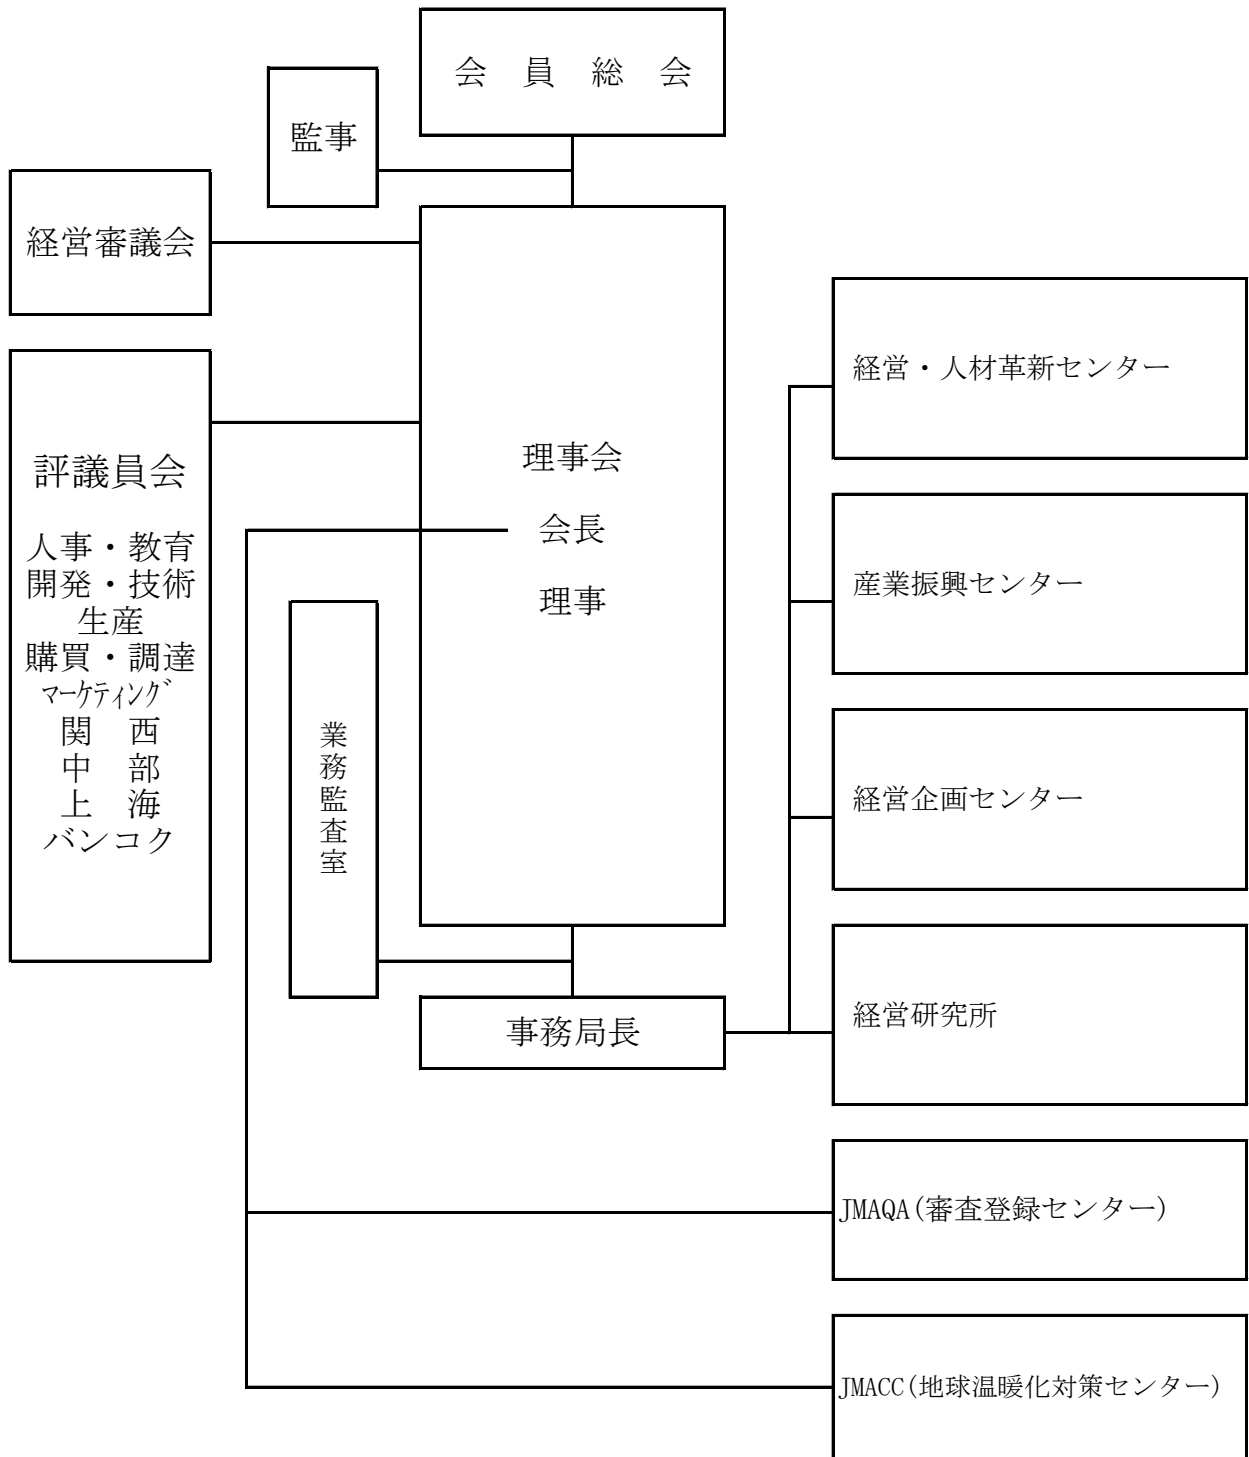 会　員　総　会
監事
経営審議会
評議員会
人事・教育
開発・技術
生産
購買・調達
ﾏｰｹﾃｨﾝｸﾞ
関　西
中　部
上　海
バンコク
理事会
会長
理事
業務監査室
事務局長
経営・人材革新センター
産業振興センター
経営企画センター
経営研究所
JMAQA(審査登録センター)
JMACC(地球温暖化対策センター)